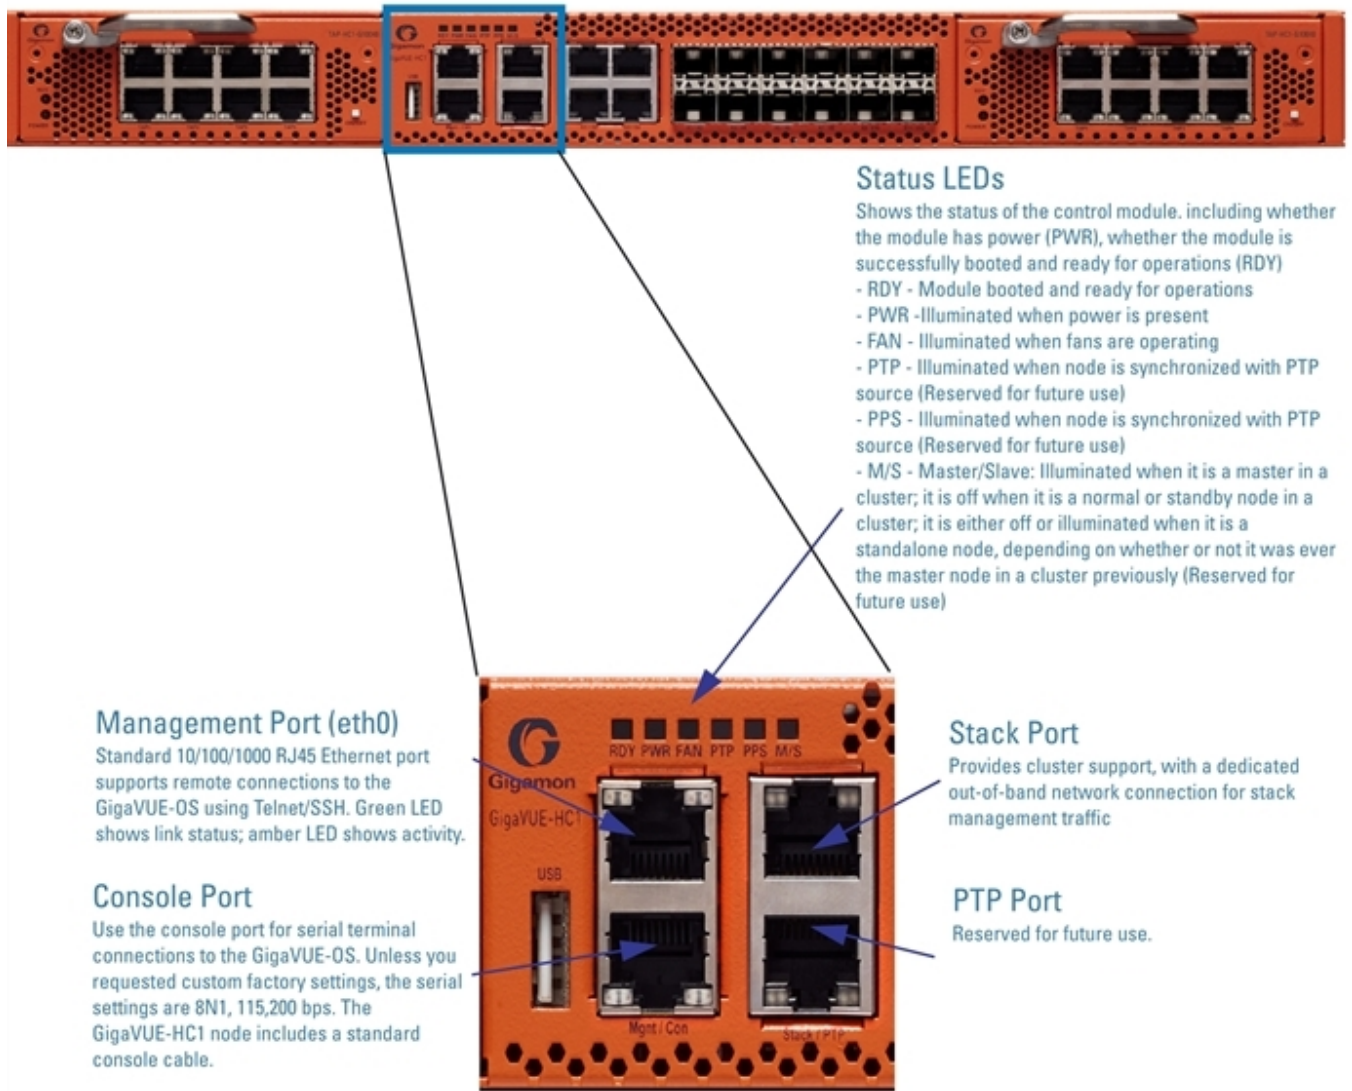 Gigamon
GigaVUE-HC1
Status LEDs
Shows the status of the control module. including whether
the module has power (PWR), whether the module is
successfully booted and ready for operations (RDY)
- RDY - Module booted and ready for operations
- PWR -Illuminated when power is present
- FAN - Illuminated when fans are operating
- PTP - Illuminated when node is synchronized with PTP
source (Reserved for future use)
- PPS - Illuminated when node is synchronized with PTP
source (Reserved for future use)
- M/S - Master/Slave: Illuminated when it is a master in a
cluster; it is off when it is a normal or standby node in a
cluster; it is either off or illuminated when it is a
standalone node, depending on whether or not it was ever
the master node in a cluster previously (Reserved for
future use)
Management Port (eth0)
Standard 10/100/1000 RJ45 Ethernet port
supports remote connections to the
GigaVUE-OS using Telnet/SSH. Green LED
shows link status; amber LED shows activity.
Console Port
Use the console port for serial terminal
connections to the GigaVUE-OS. Unless you
requested custom factory settings, the serial
settings are 8N1, 115,200 bps. The
GigaVUE-HC1 node includes a standard
console cable.
RDY PWR FAN PTP PPS M/S
Gigamon
GigaVUE-HC1
USB
Mgnt / Con
Stack / PTP
Stack Port
Provides cluster support, with a dedicated
out-of-band network connection for stack
management traffic
PTP Port
Reserved for future use.